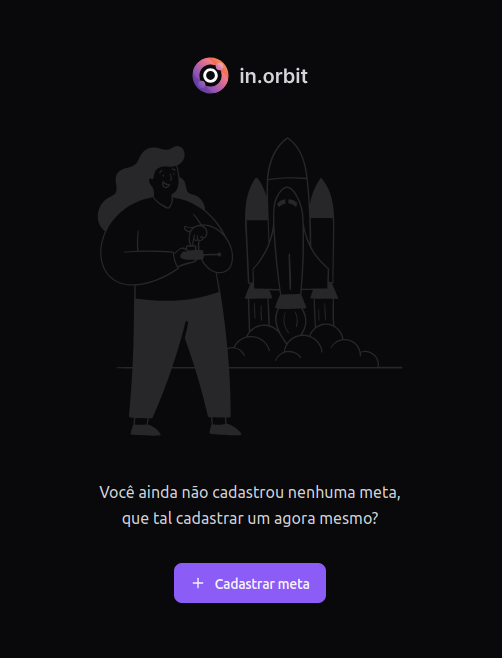 in.orbit
Você ainda não cadastrou nenhuma meta,
que tal cadastrar um agora mesmo?
Cadastrar meta